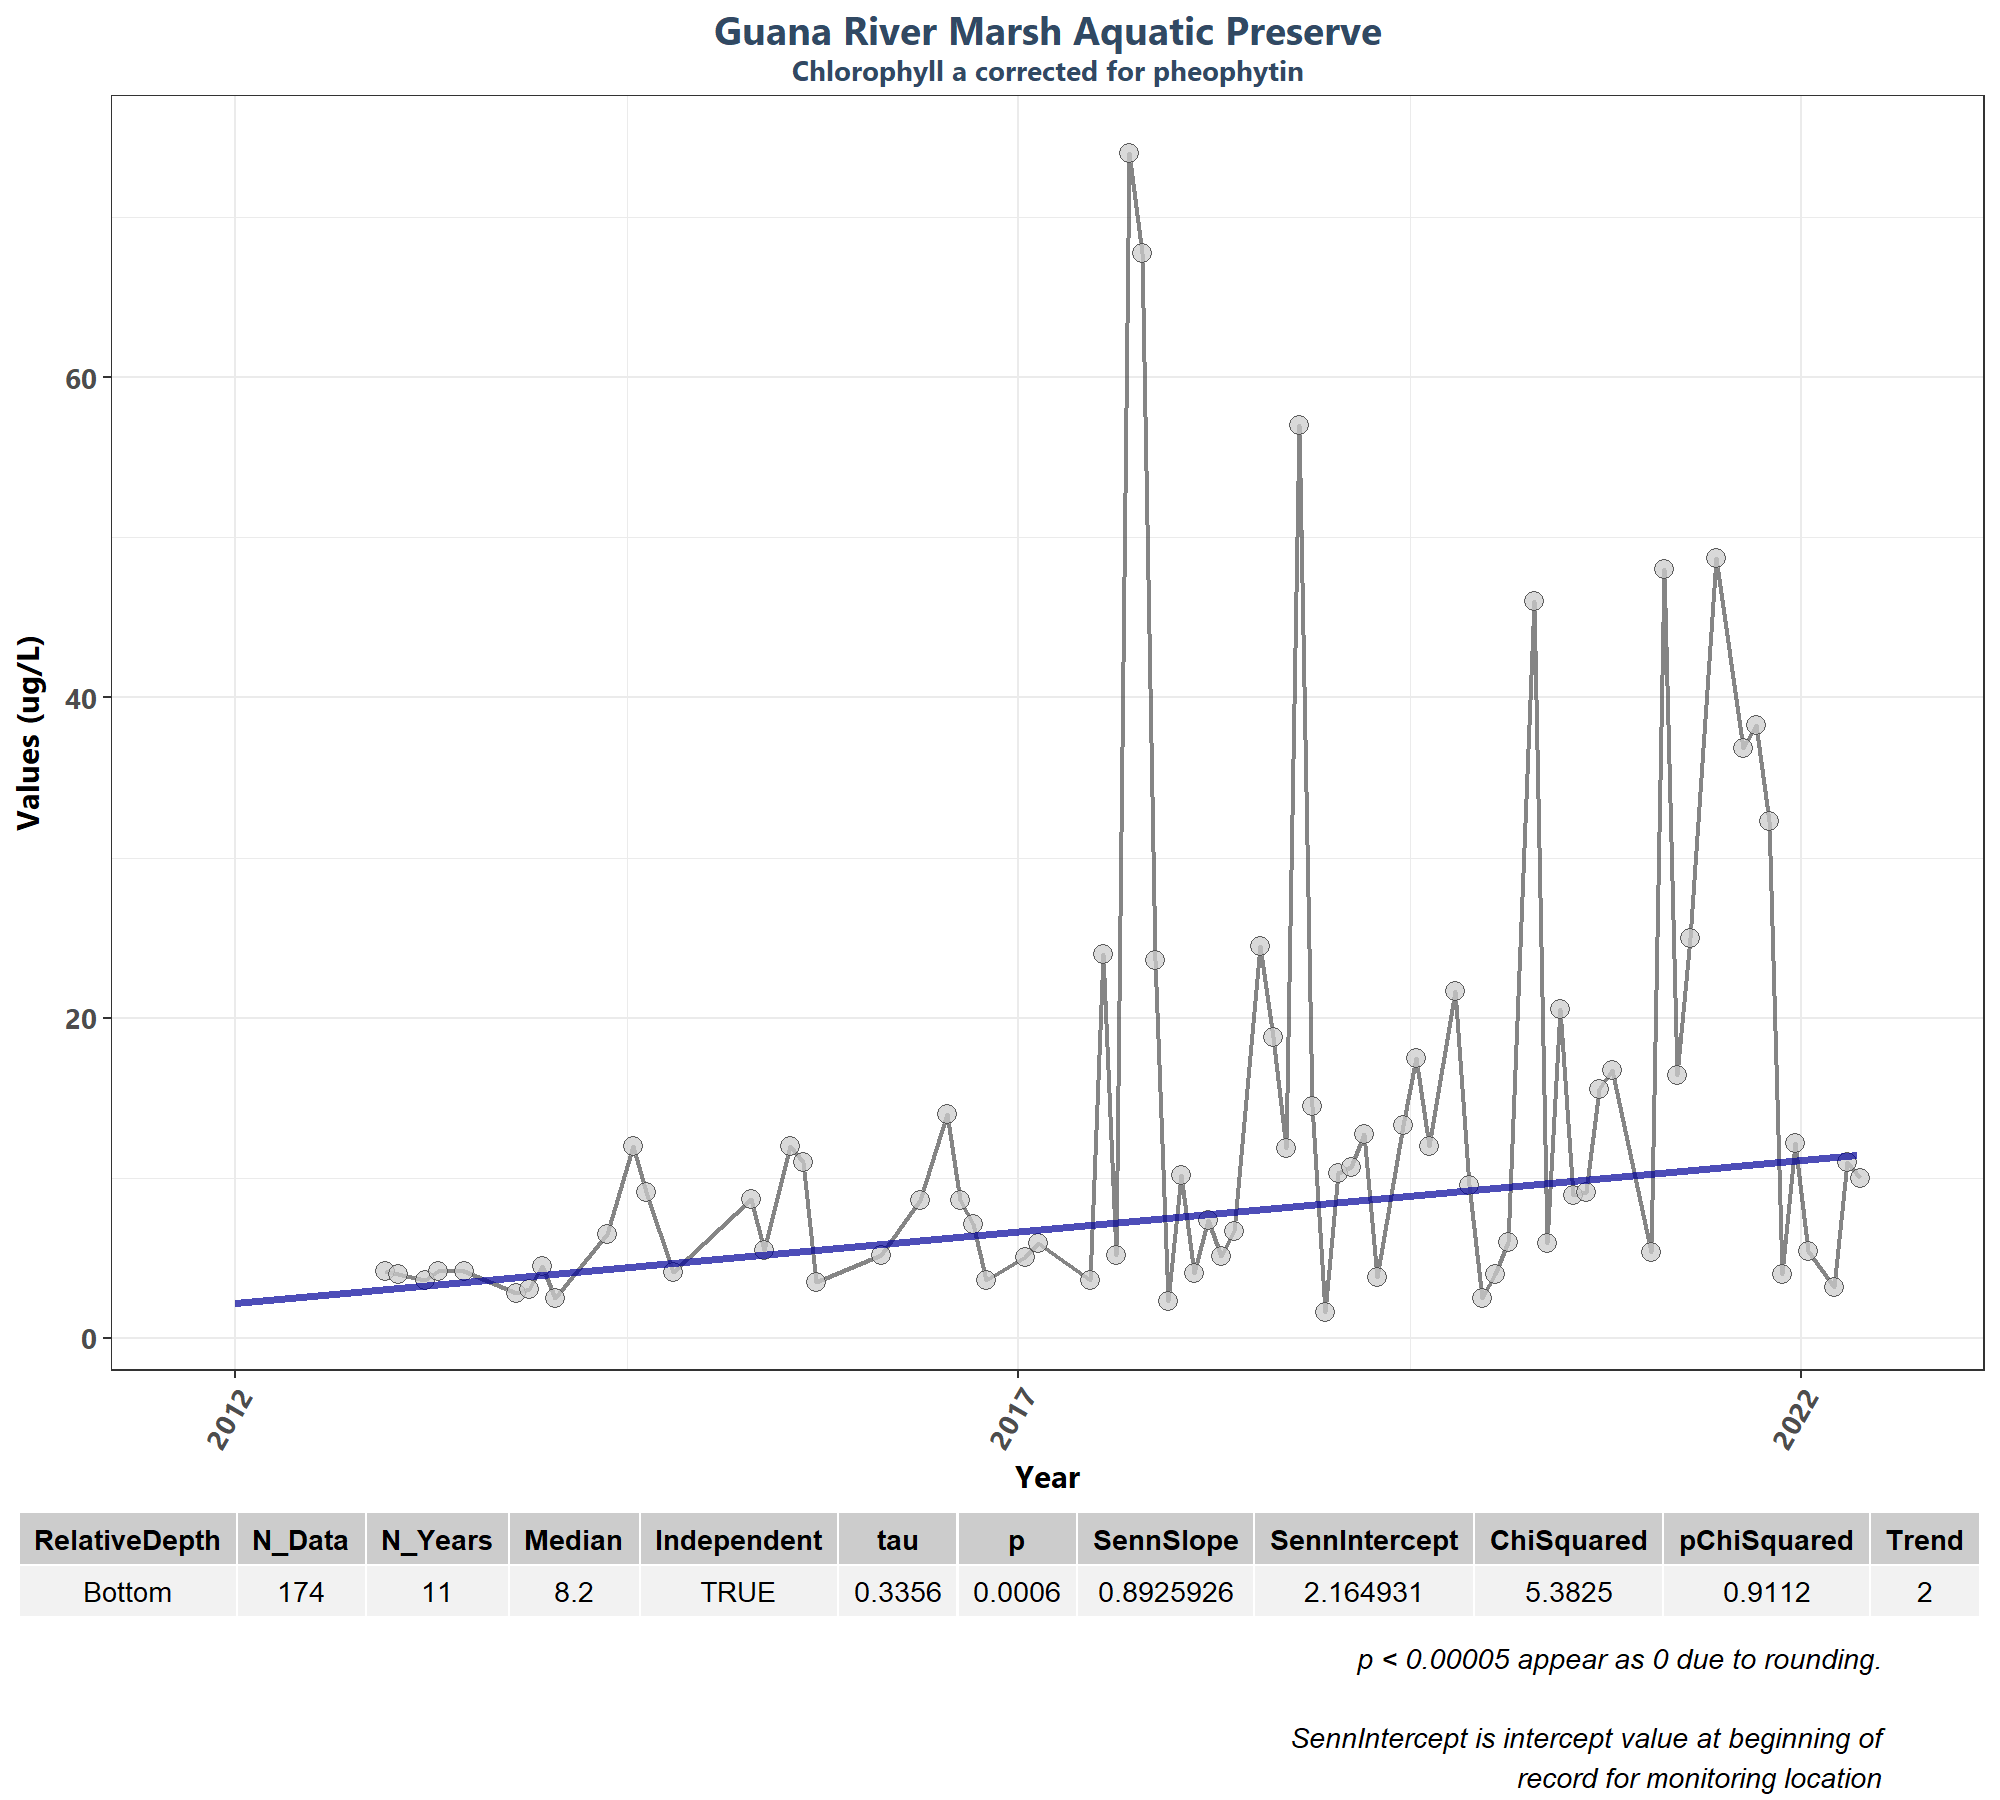 Guana River Marsh Aquatic Preserve
Chlorophyll a corrected for pheophytin
Values (ug/L)
60
40
20
0
2012
2017
2022
Year
RelativeDepth N_Data N_Years Median Independent tau p SennSlope SennIntercept ChiSquared pChiSquared Trend
Bottom 174 11 8.2 TRUE 0.3356 0.0006 0.8925926 2.164931 5.3825 0.9112 2
p < 0.00005 appear as 0 due to rounding.
SennIntercept is intercept value at beginning of
record for monitoring location